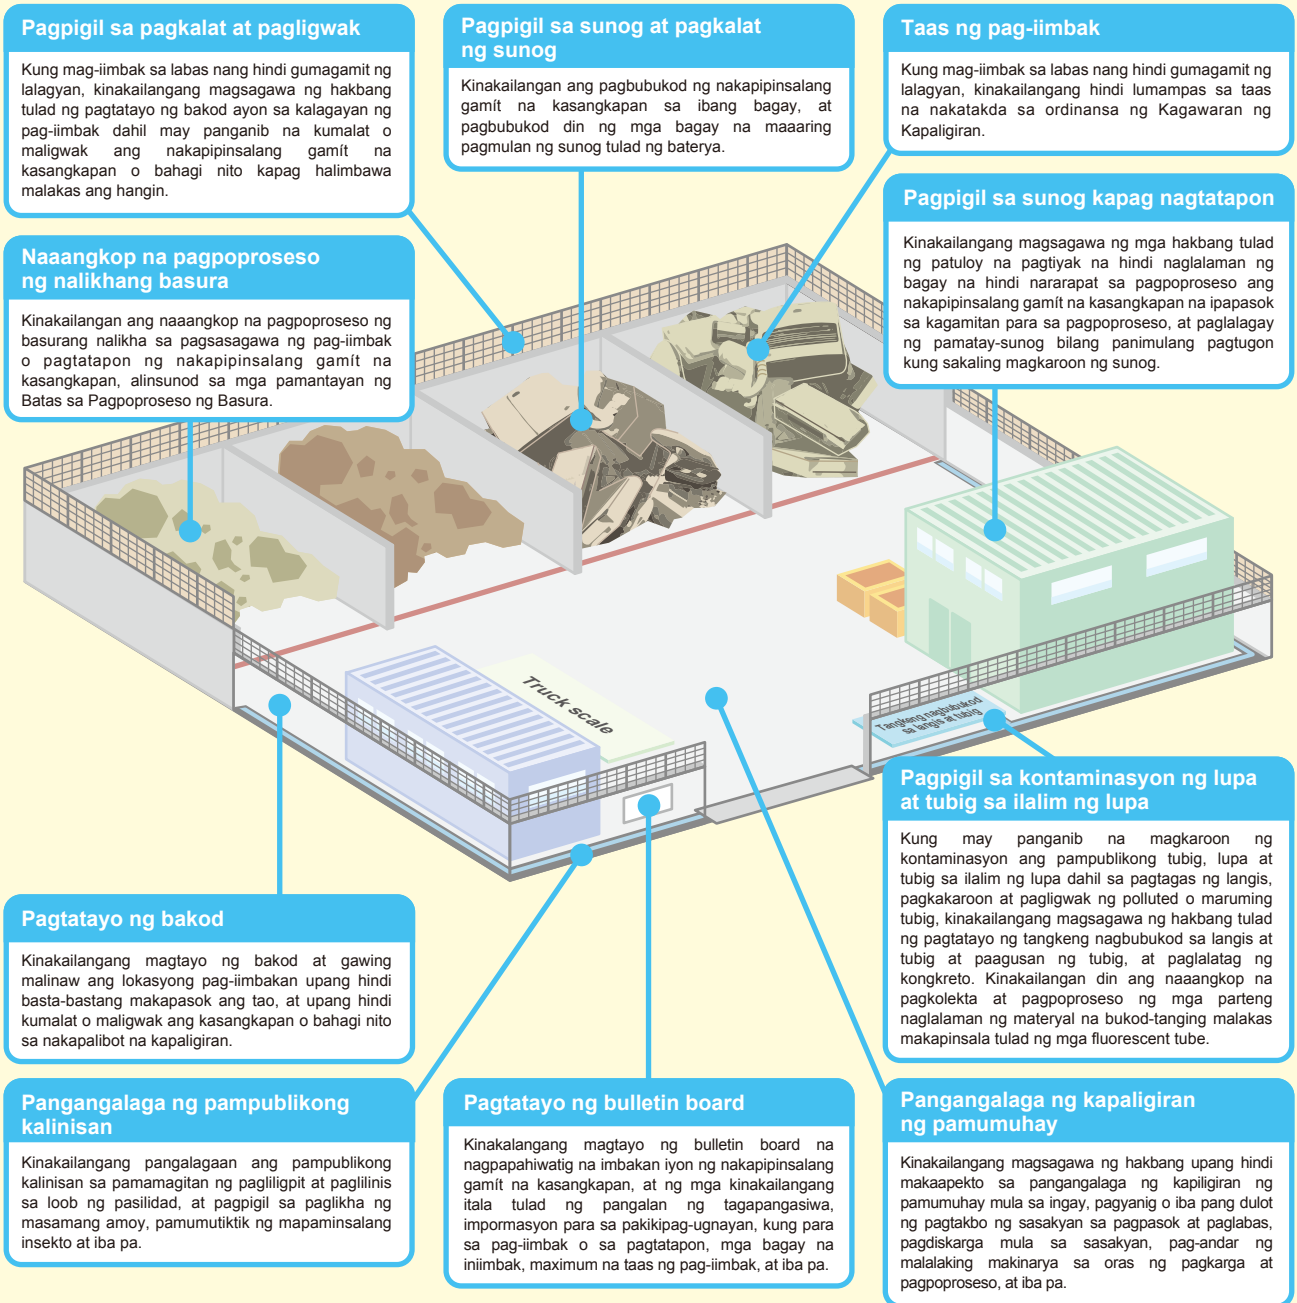 Pagpigil sa pagkalat at pagligwak
Kung mag-iimbak sa labas nang hindi gumagamit ng
lalagyan, kinakailangang magsagawa ng hakbang
tulad ng pagtatayo ng bakod ayon sa kalagayan ng
pag-iimbak dahil may panganib na kumalat o
maligwak ang nakapipinsalang gamít na
kasangkapan o bahagi nito kapag halimbawa
malakas ang hangin.
Pagpigil sa sunog at pagkalat
ng sunog
Kinakailangan ang pagbubukod ng nakapipinsalang
gamít na kasangkapan sa ibang bagay, at
pagbubukod din ng mga bagay na maaaring
pagmulan ng sunog tulad ng baterya.
Taas ng pag-iimbak
Kung mag-iimbak sa labas nang hindi gumagamit ng
lalagyan, kinakailangang hindi lumampas sa taas
na nakatakda sa ordinansa ng Kagawaran ng
Kapaligiran.
Naaangkop na pagpoproseso
ng nalikhang basura
Kinakailangan ang naaangkop na pagpoproseso ng
basurang nalikha sa pagsasagawa ng pag-iimbak
o pagtatapon ng nakapipinsalang gamít na
kasangkapan, alinsunod sa mga pamantayan ng
Batas sa Pagpoproseso ng Basura.
Pagpigil sa sunog kapag nagtatapon
Kinakailangang magsagawa ng mga hakbang tulad
ng patuloy na pagtiyak na hindi naglalaman ng
bagay na hindi nararapat sa pagpoproseso ang
nakapipinsalang gamít na kasangkapan na ipapasok
sa kagamitan para sa pagpoproseso, at paglalagay
ng pamatay-sunog bilang panimulang pagtugon
kung sakaling magkaroon ng sunog.
Truck scale
Tangkeng nagbubukod
sa langis at tubig
Pagpigil sa kontaminasyon ng lupa
at tubig sa ilalim ng lupa
Kung may panganib na magkaroon ng
kontaminasyon ang pampublikong tubig, lupa at
tubig sa ilalim ng lupa dahil sa pagtagas ng langis,
pagkakaroon at pagligwak ng polluted o maruming
tubig, kinakailangang magsagawa ng hakbang tulad
ng pagtatayo ng tangkeng nagbubukod sa langis at
tubig at paagusan ng tubig, at paglalatag ng
kongkreto. Kinakailangan din ang naaangkop na
pagkolekta at pagpoproseso ng mga parteng
naglalaman ng materyal na bukod-tanging malakas
makapinsala tulad ng mga fluorescent tube.
Pagtatayo ng bakod
Kinakailangang magtayo ng bakod at gawing
malinaw ang lokasyong pag-iimbakan upang hindi
basta-bastang makapasok ang tao, at upang hindi
kumalat o maligwak ang kasangkapan o bahagi nito
sa nakapalibot na kapaligiran.
Pangangalaga ng pampublikong
kalinisan
Kinakailangang pangalagaan ang pampublikong
kalinisan sa pamamagitan ng pagliligpit at paglilinis
sa loob ng pasilidad, at pagpigil sa paglikha ng
masamang amoy, pamumutiktik ng mapaminsalang
insekto at iba pa.
Pagtatayo ng bulletin board
Kinakalangang magtayo ng bulletin board na
nagpapahiwatig na imbakan iyon ng nakapipinsalang
gamít na kasangkapan, at ng mga kinakailangang
itala tulad ng pangalan ng tagapangasiwa,
impormasyon para sa pakikipag-ugnayan, kung para
sa pag-iimbak o sa pagtatapon, mga bagay na
iniimbak, maximum na taas ng pag-iimbak, at iba pa.
Pangangalaga ng kapaligiran
ng pamumuhay
Kinakailangang magsagawa ng hakbang upang hindi
makaapekto sa pangangalaga ng kapiligiran ng
pamumuhay mula sa ingay, pagyanig o iba pang dulot
ng pagtakbo ng sasakyan sa pagpasok at paglabas,
pagdiskarga mula sa sasakyan, pag-andar ng
malalaking makinarya sa oras ng pagkarga at
pagpoproseso, at iba pa.